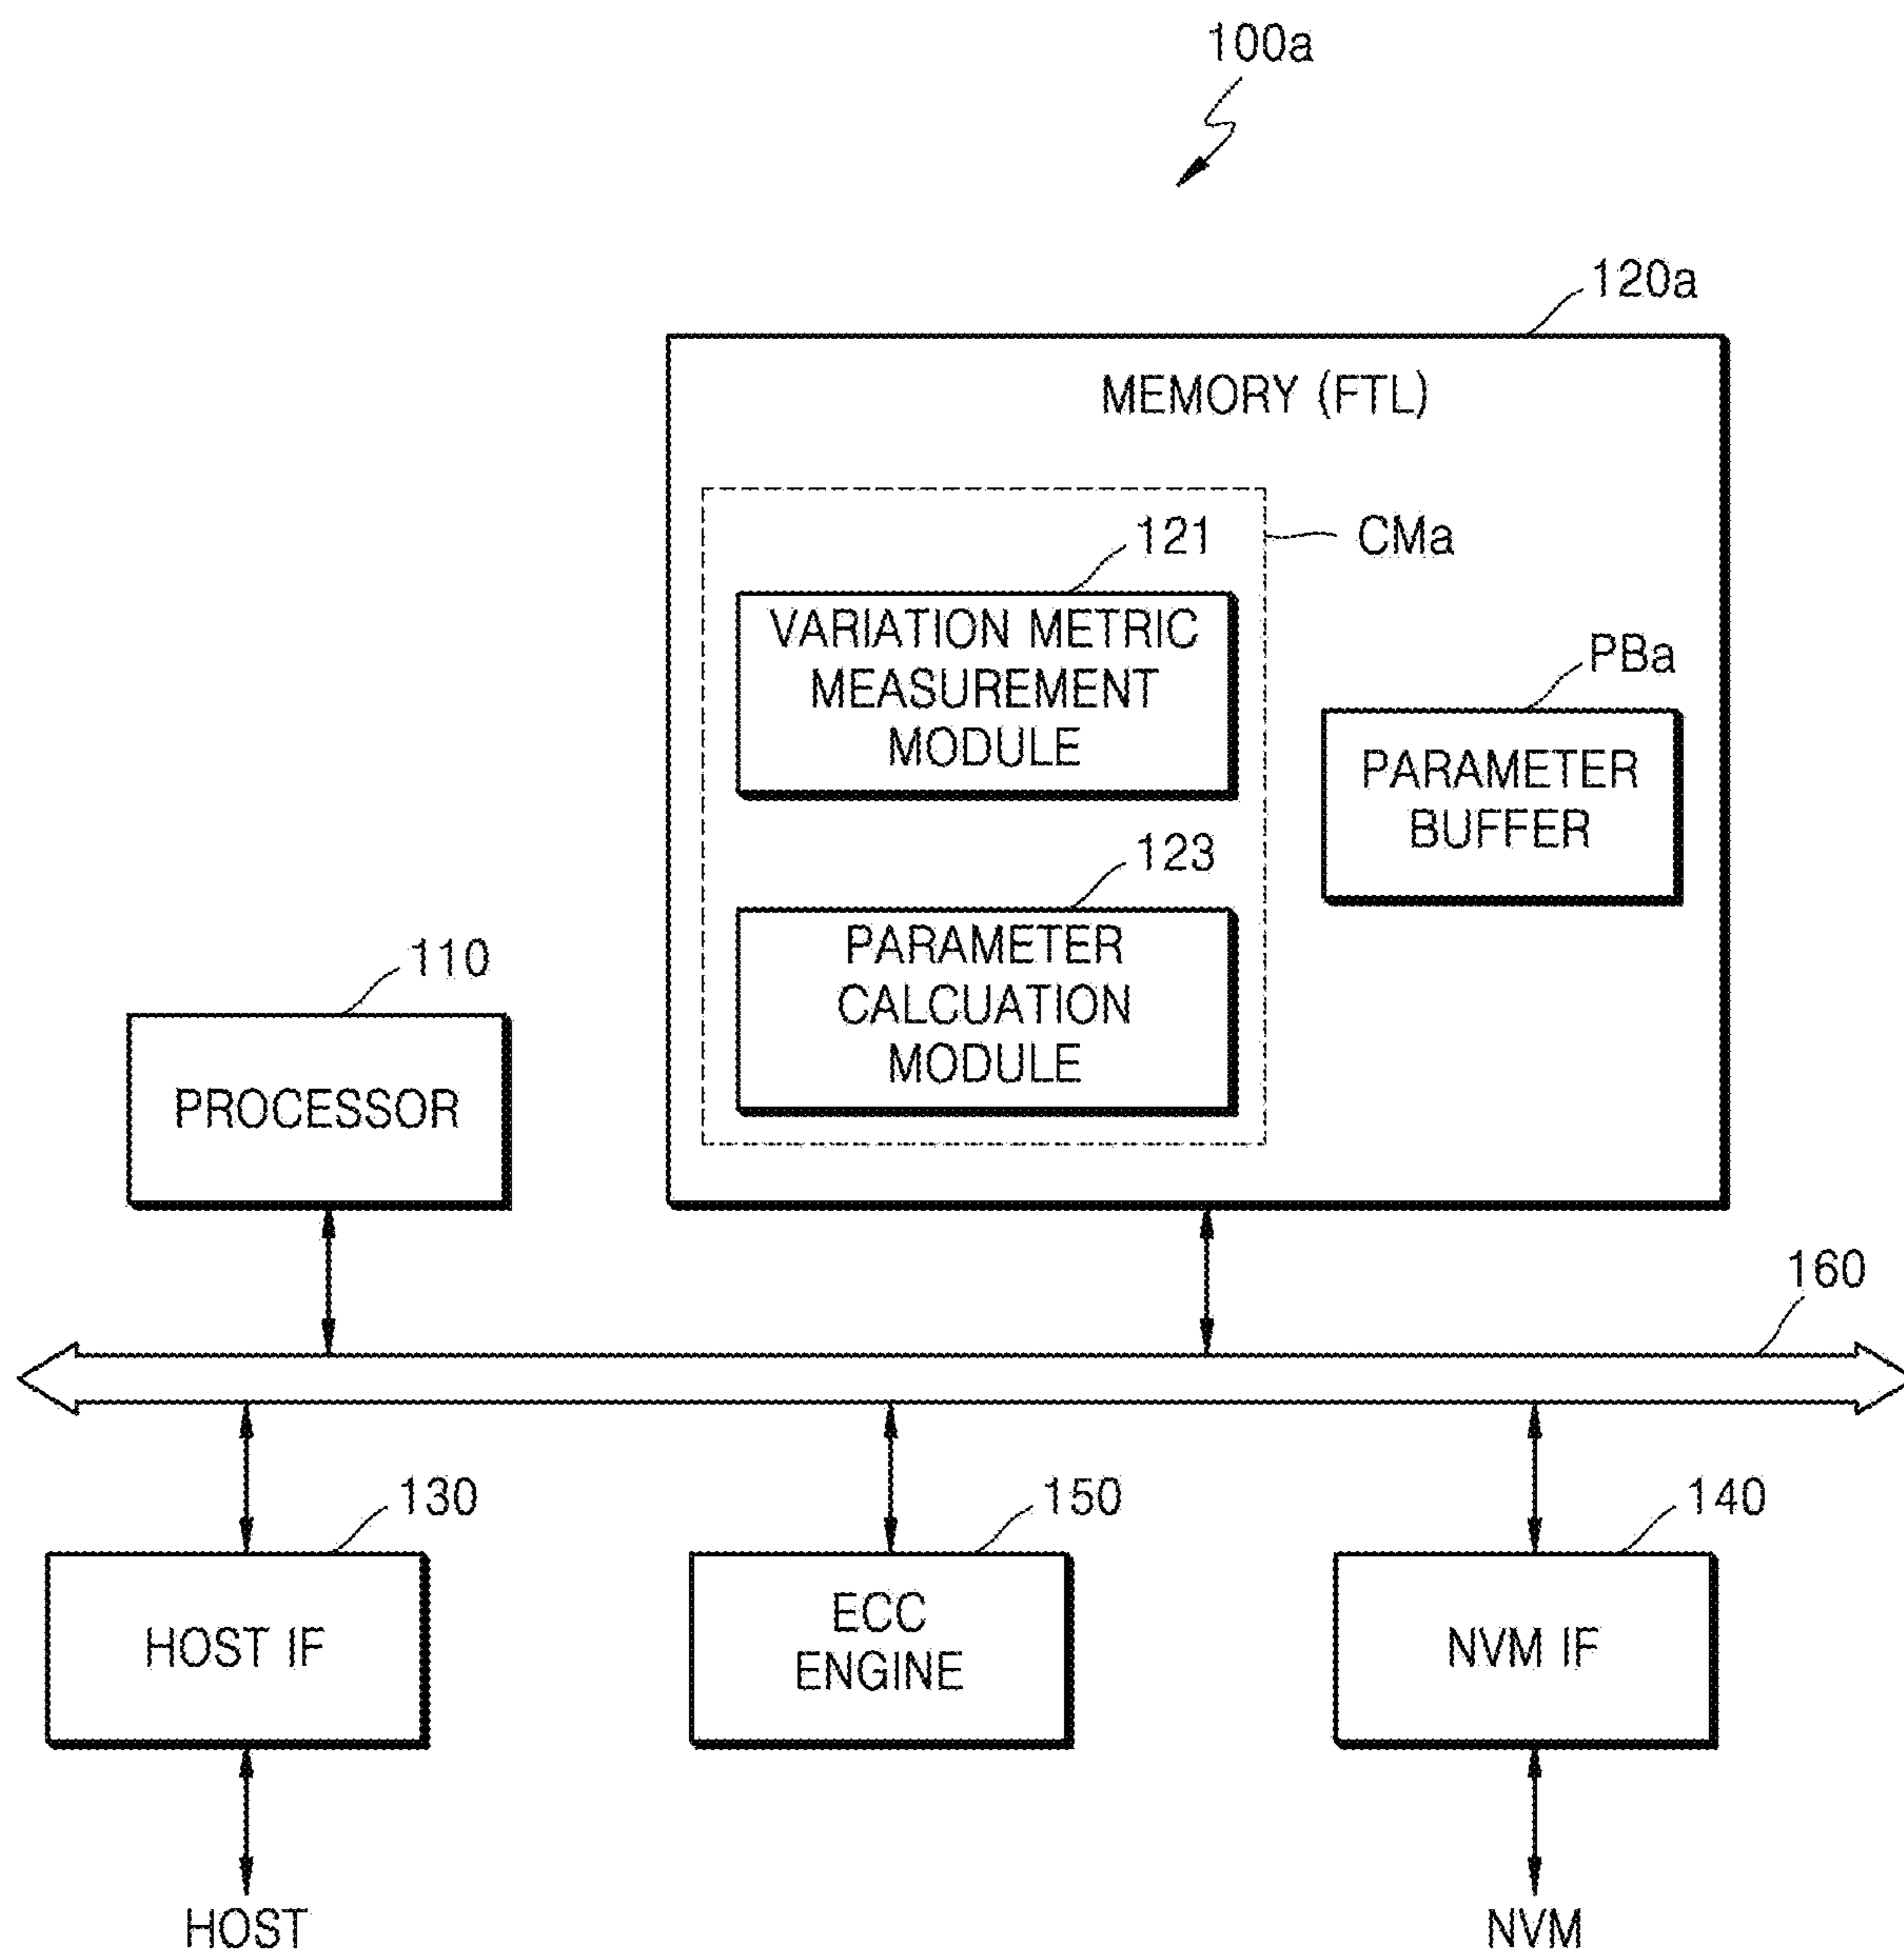 100a
120a
MEMORY (FTL)
CMa
121
VARIATION METRIC
MEASUREMENT
MODULE
PBa
PARAMETER
BUFFER
123
PARAMETER
CALCUATION
MODULE
110
PROCESSOR
160
130
HOST IF
150
ECC
ENGINE
140
NVM IF
HOST
NVM